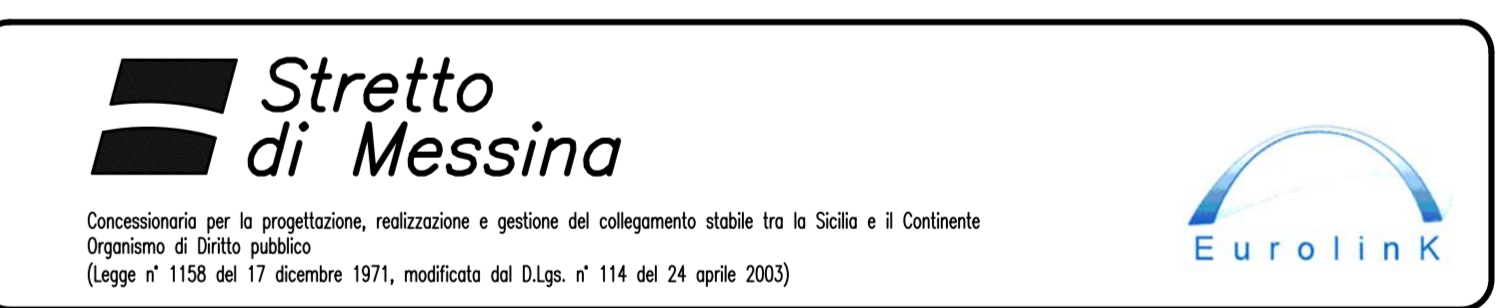 Stretto
di Messina
Concessionaria per la progettazione, realizzazione e gestione del collegamento stabile tra la Sicilia e il Continente
Organismo di Diritto pubblico
(Legge n° 1158 del 17 dicembre 1971, modificata dal D.Lgs. n° 114 del 24 aprile 2003)
EurolinK